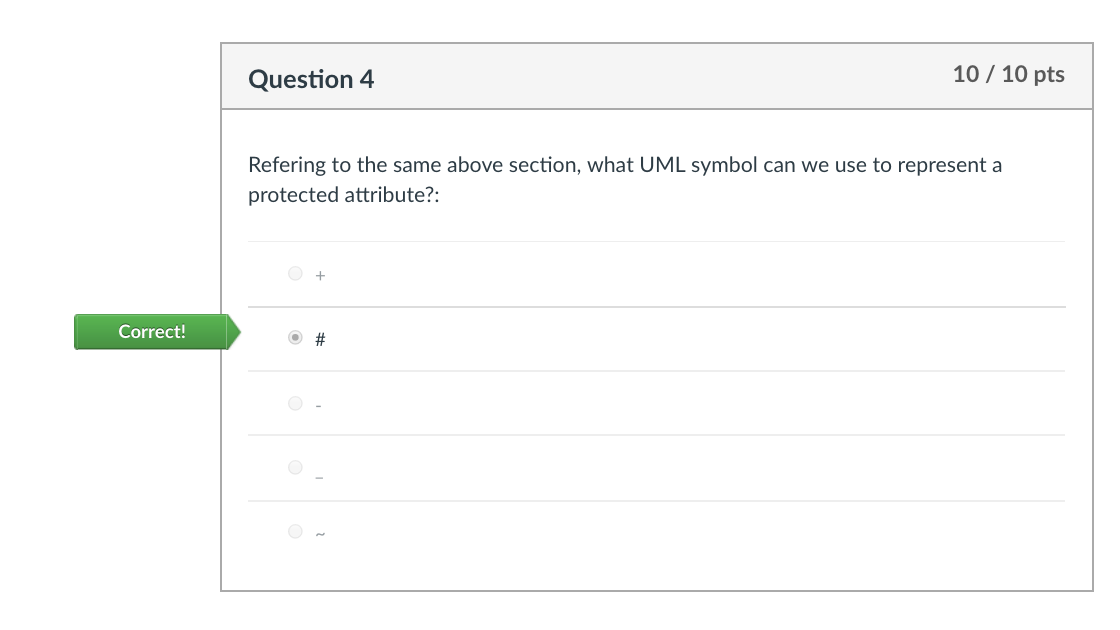 Question 4
10 / 10 pts
Refering to the same above section, what UML symbol can we use to represent a
protected attribute?:
+
Correct!
#
-
_
~